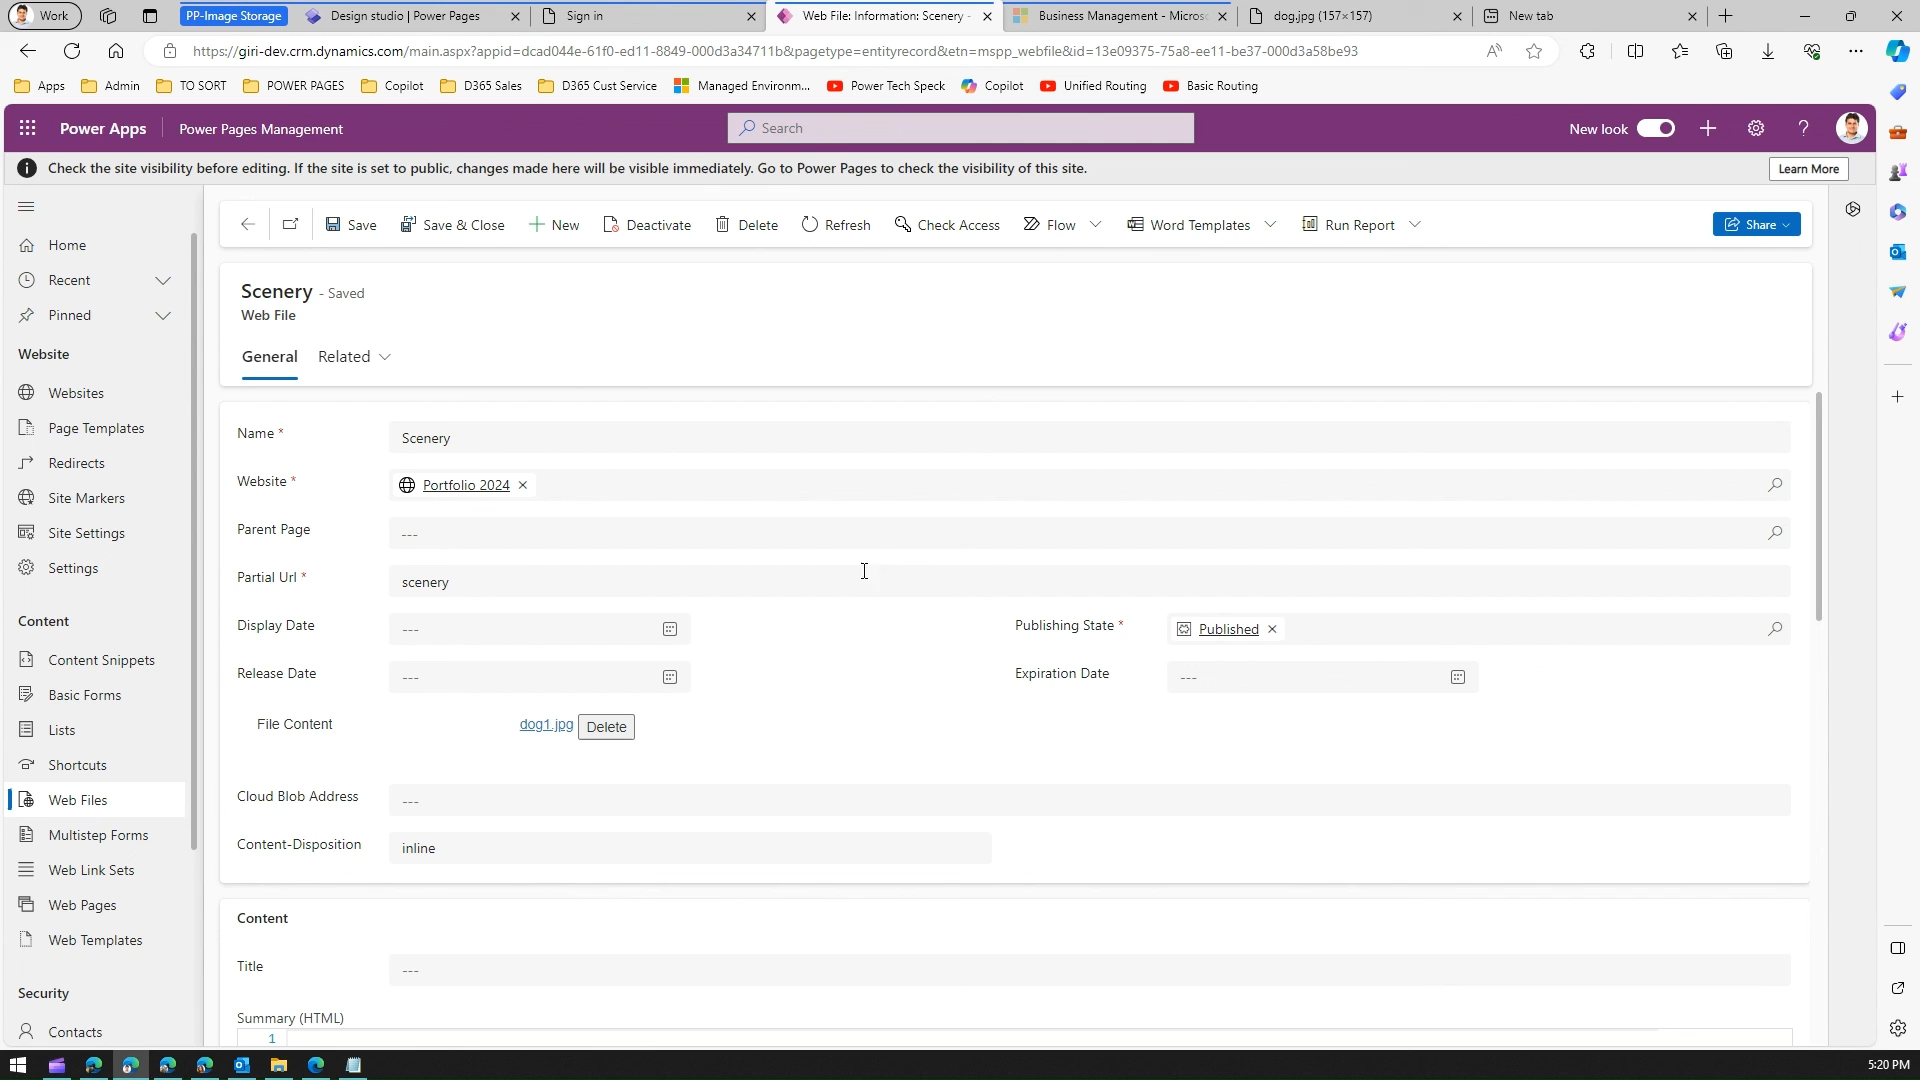 Work
PP-Image Storage
Design studio | Power Pages
Sign in
Web File: Information: Scenery -
Business Management - Micros
dog.jpg (157×157)
New tab
https://giri-dev.crm.dynamics.com/main.aspx?appid=dcad044e-61f0-ed11-8849-000d3a34711b&pagetype=entityrecord&etn=mspp_webfile&id=13e09375-75a8-ee11-be37-000d3a58be93
Apps
Admin
TO SORT
POWER PAGES
Copilot
D365 Sales
D365 Cust Service
Managed Environm...
Power Tech Speck
Copilot
Unified Routing
Basic Routing
Power Apps
Power Pages Management
Search
New look
Check the site visibility before editing. If the site is set to public, changes made here will be visible immediately. Go to Power Pages to check the visibility of this site.
Learn More
Home
Recent
Pinned
Website
Websites
Page Templates
Redirects
Site Markers
Site Settings
Settings
Content
Content Snippets
Basic Forms
Lists
Shortcuts
Web Files
Multistep Forms
Web Link Sets
Web Pages
Web Templates
Security
Contacts
Save
Save & Close
New
Deactivate
Delete
Refresh
Check Access
Flow
Word Templates
Run Report
Share
Scenery - Saved
Web File
General
Related
Name *
Scenery
Website *
Portfolio 2024
Parent Page
---
Partial Url *
scenery
Display Date
---
Publishing State *
Published
Release Date
---
Expiration Date
---
File Content
dog1.jpg
Delete
Cloud Blob Address
---
Content-Disposition
inline
Content
Title
---
Summary (HTML)
1
5:20 PM